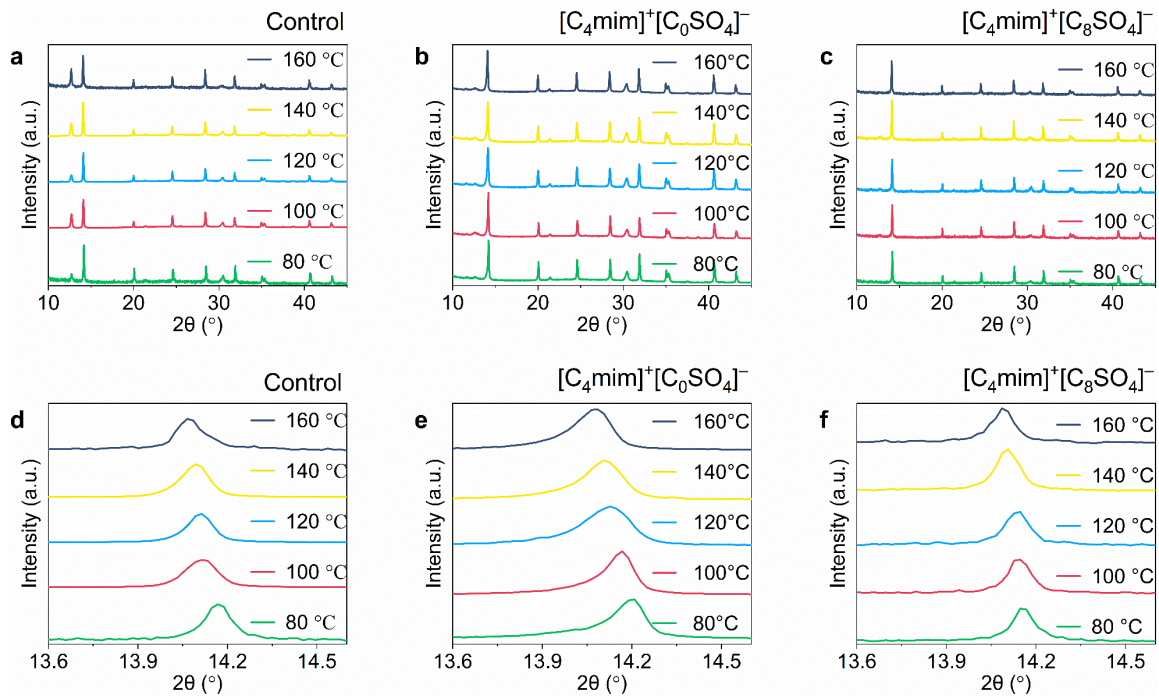 Control
[C₄mim]⁺[C₀SO₄]⁻
[C₄mim]⁺[C₈SO₄]⁻
a
160 ℃
140 ℃
120 ℃
100 ℃
80 ℃
Intensity (a.u.)
10 20 30 40
2θ (°)
b
160°C
140°C
120°C
100°C
80°C
Intensity (a.u.)
10 20 30 40
2θ (°)
c
160 ℃
140 ℃
120 ℃
100 ℃
80 ℃
Intensity (a.u.)
10 20 30 40
2θ (°)
Control
[C₄mim]⁺[C₀SO₄]⁻
[C₄mim]⁺[C₈SO₄]⁻
d
160 ℃
140 ℃
120 ℃
100 ℃
80 ℃
Intensity (a.u.)
13.6 13.9 14.2 14.5
2θ (°)
e
160°C
140°C
120°C
100°C
80°C
Intensity (a.u.)
13.6 13.9 14.2 14.5
2θ (°)
f
160 ℃
140 ℃
120 ℃
100 ℃
80 ℃
Intensity (a.u.)
13.6 13.9 14.2 14.5
2θ (°)